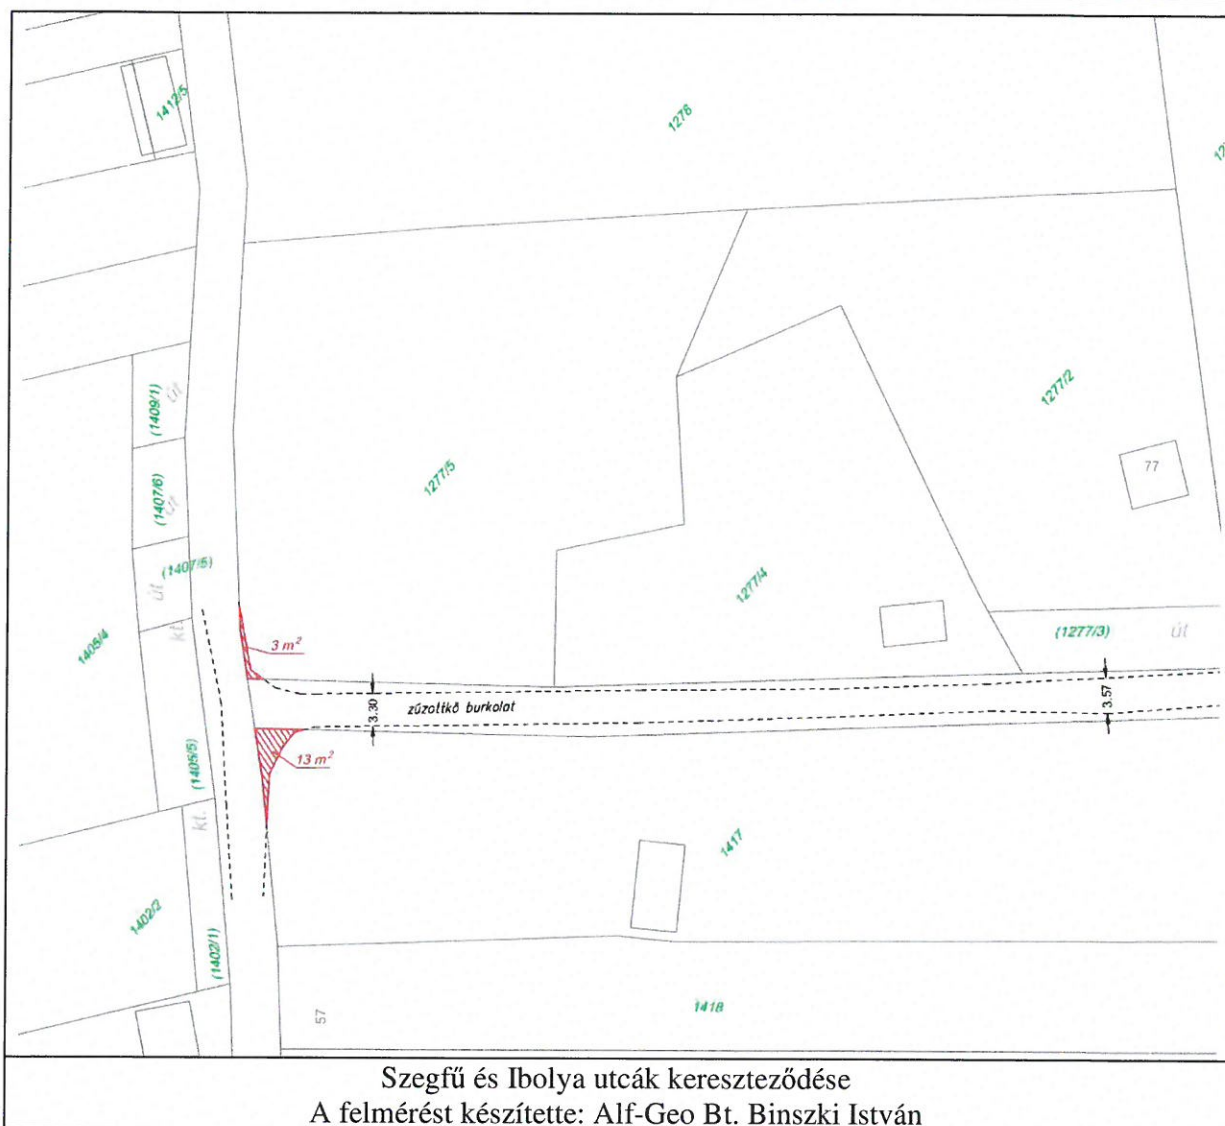 1412/5
1276
(1409/1)
út
1277/2
1277/5
77
(1407/6)
út
(1407/5)
út
1277/4
kt.
1405/4
3 m²
(1277/3)
út
3.30
zúzottkő burkolat
3.57
(1405/5)
13 m²
kt.
1417
1402/2
(1402/1)
1418
57
Szegfű és Ibolya utcák kereszteződése
A felmérést készítette: Alf-Geo Bt. Binszki István